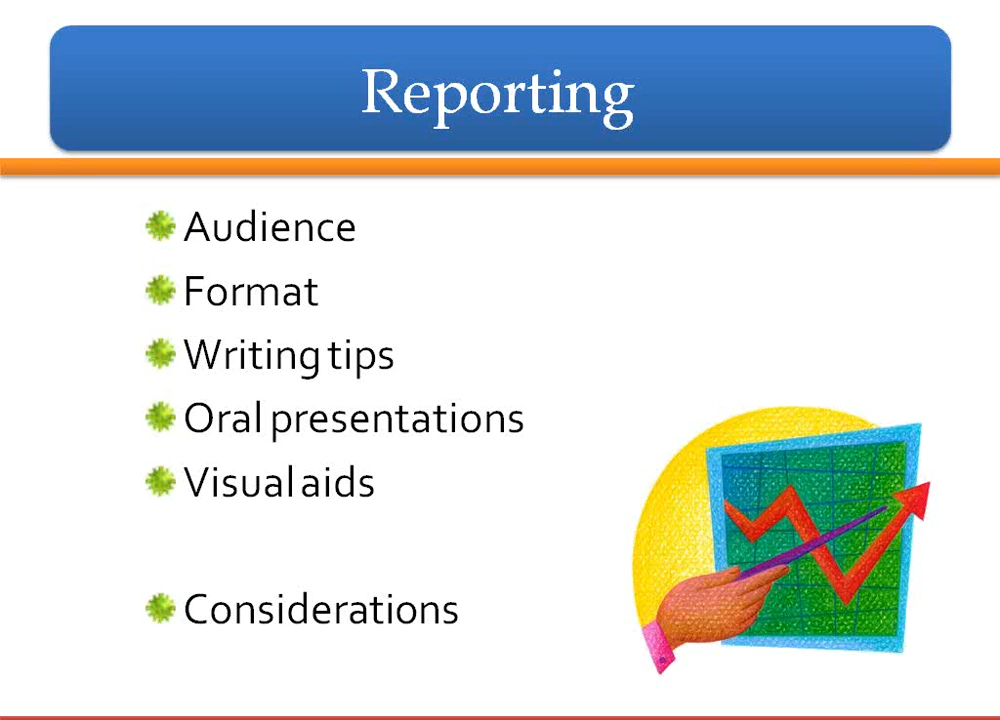 Reporting
Audience
Format
Writing tips
Oral presentations
Visual aids
Considerations